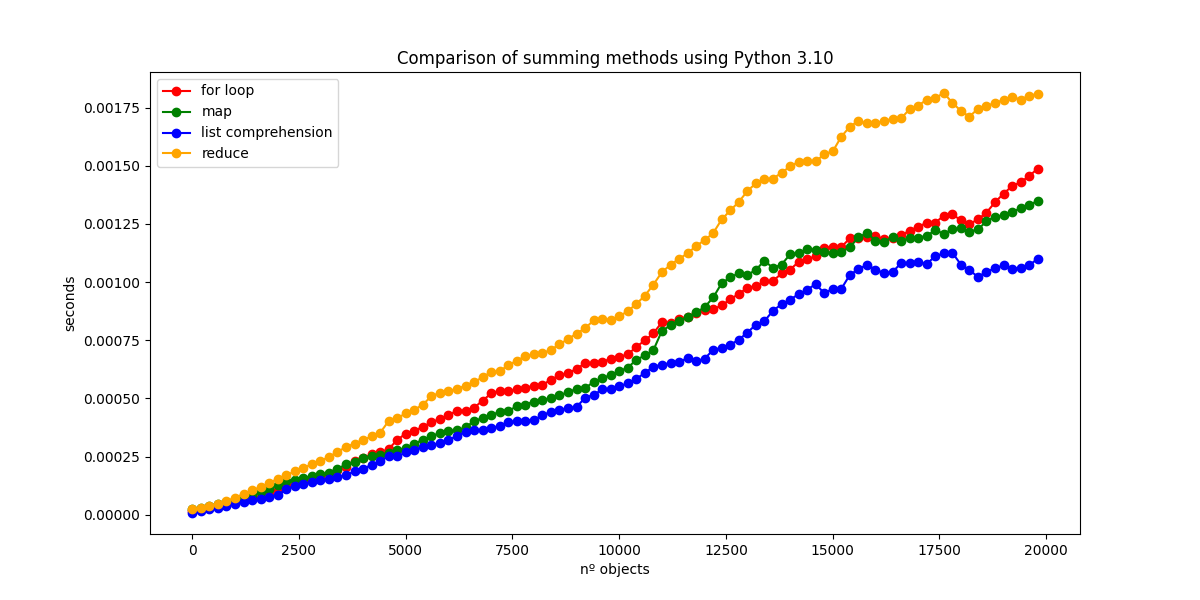 Comparison of summing methods using Python 3.10
for loop
map
list comprehension
reduce
0.00175
0.00150
0.00125
0.00100
0.00075
0.00050
0.00025
0.00000
seconds
0 2500 5000 7500 10000 12500 15000 17500 20000
nº objects